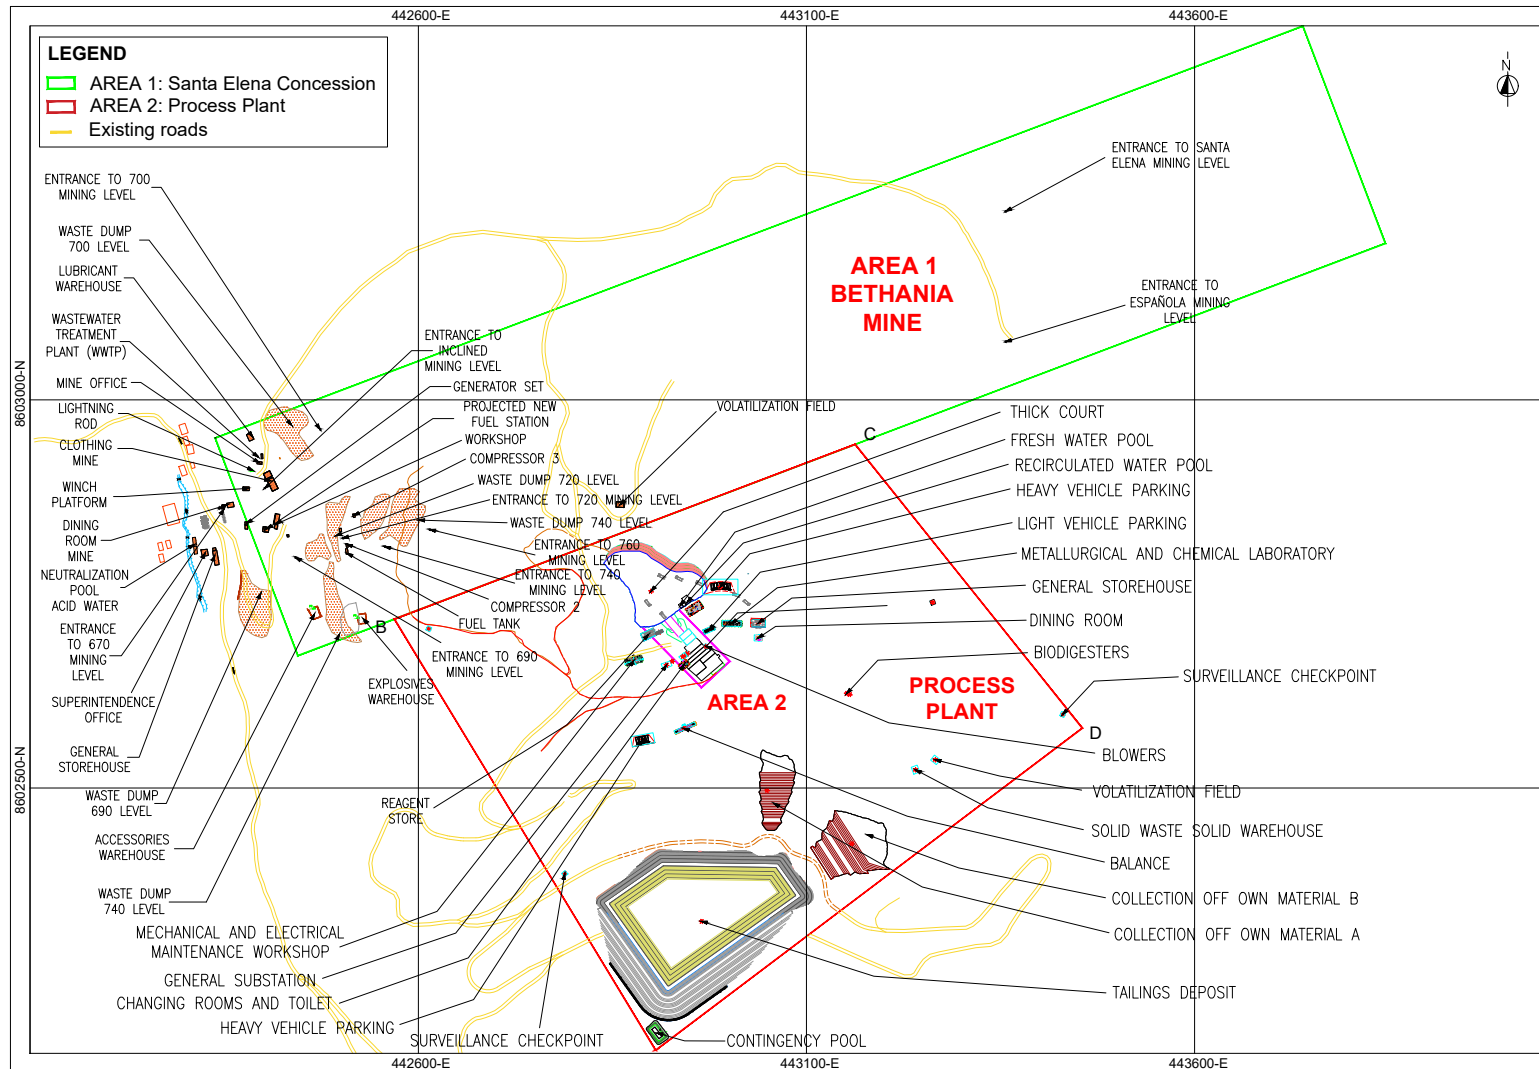 442600-E
443100-E
443600-E
LEGEND
AREA 1: Santa Elena Concession
AREA 2: Process Plant
Existing roads
N
ENTRANCE TO SANTA
ELENA MINING LEVEL
ENTRANCE TO 700
MINING LEVEL
WASTE DUMP
700 LEVEL
LUBRICANT
WAREHOUSE
WASTEWATER
TREATMENT
PLANT (WWTP)
MINE OFFICE
LIGHTNING
ROD
CLOTHING
MINE
WINCH
PLATFORM
DINING
ROOM
MINE
NEUTRALIZATION
POOL
ACID WATER
ENTRANCE
TO 670
MINING
LEVEL
SUPERINTENDENCE
OFFICE
GENERAL
STOREHOUSE
WASTE DUMP
690 LEVEL
ACCESSORIES
WAREHOUSE
WASTE DUMP
740 LEVEL
8603000-N
8602500-N
AREA 1
BETHANIA
MINE
ENTRANCE TO
ESPAÑOLA MINING
LEVEL
ENTRANCE TO
INCLINED
MINING LEVEL
GENERATOR SET
PROJECTED NEW
FUEL STATION
WORKSHOP
COMPRESSOR 3
WASTE DUMP 720 LEVEL
ENTRANCE TO 720 MINING LEVEL
WASTE DUMP 740 LEVEL
ENTRANCE TO 760
MINING LEVEL
ENTRANCE TO 740
MINING LEVEL
COMPRESSOR 2
FUEL TANK
ENTRANCE TO 690
MINING LEVEL
EXPLOSIVES
WAREHOUSE
B
VOLATILIZATION FIELD
C
THICK COURT
FRESH WATER POOL
RECIRCULATED WATER POOL
HEAVY VEHICLE PARKING
LIGHT VEHICLE PARKING
METALLURGICAL AND CHEMICAL LABORATORY
GENERAL STOREHOUSE
DINING ROOM
BIODIGESTERS
SURVEILLANCE CHECKPOINT
AREA 2
PROCESS
PLANT
D
BLOWERS
VOLATILIZATION FIELD
SOLID WASTE SOLID WAREHOUSE
BALANCE
COLLECTION OFF OWN MATERIAL B
COLLECTION OFF OWN MATERIAL A
TAILINGS DEPOSIT
REAGENT
STORE
MECHANICAL AND ELECTRICAL
MAINTENANCE WORKSHOP
GENERAL SUBSTATION
CHANGING ROOMS AND TOILET
HEAVY VEHICLE PARKING
SURVEILLANCE CHECKPOINT
CONTINGENCY POOL
442600-E
443100-E
443600-E